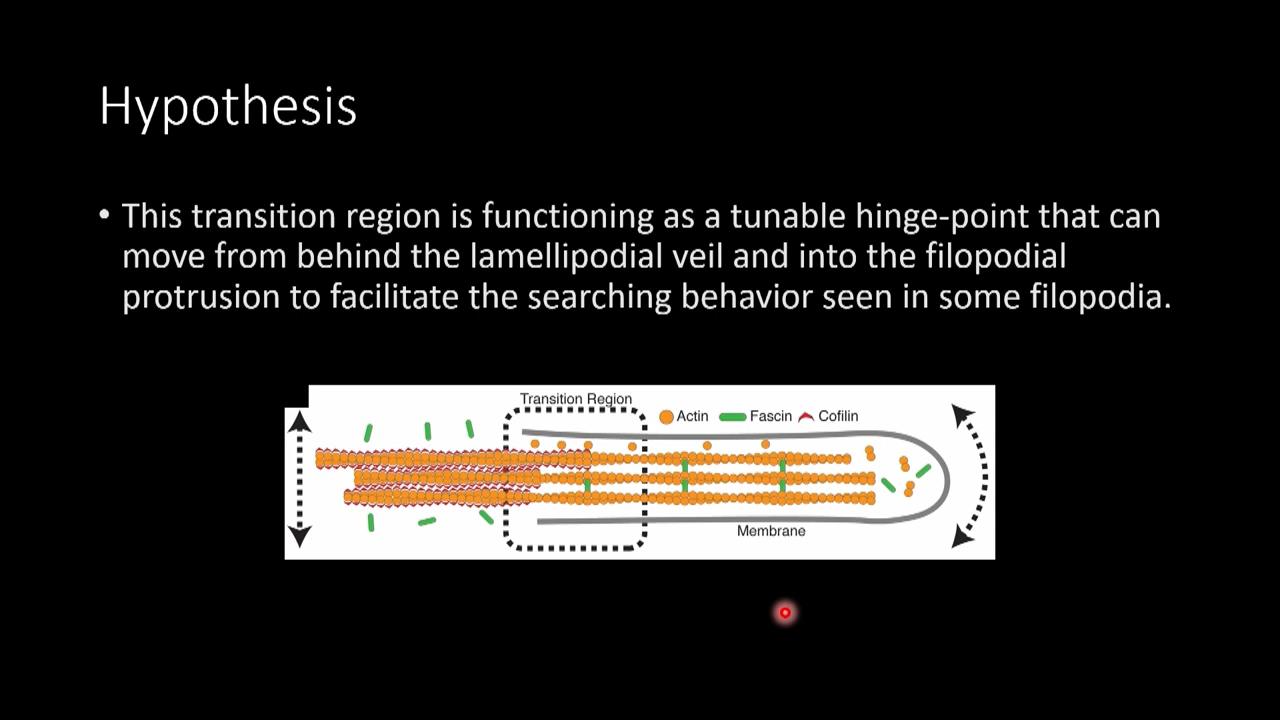 Hypothesis
• This transition region is functioning as a tunable hinge-point that can
move from behind the lamellipodial veil and into the filopodial
protrusion to facilitate the searching behavior seen in some filopodia.
Transition Region
Actin Fascin Cofilin
Membrane